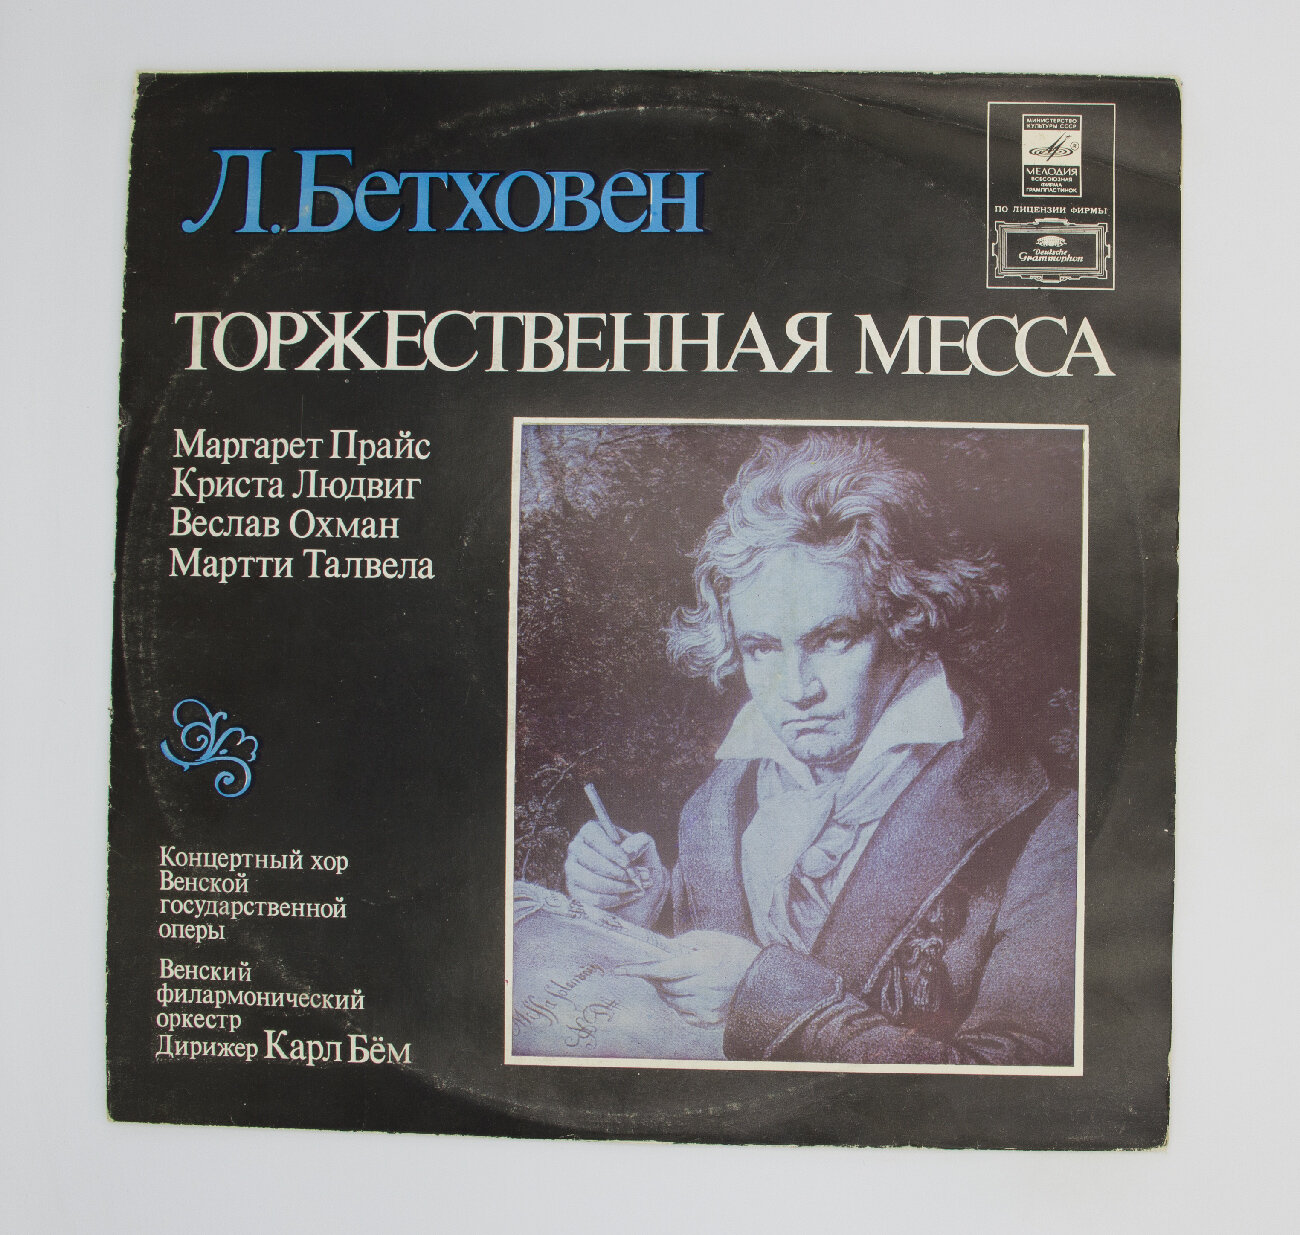 Л. Бетховен
МИНИСТЕРСТВО
КУЛЬТУРЫ СССР
МЕЛОДИЯ
ВСЕСОЮЗНАЯ
ФИРМА
ГРАМПЛАСТИНОК
ПО ЛИЦЕНЗИИ ФИРМЫ
Deutsche
Grammophon
ТОРЖЕСТВЕННАЯ МЕССА
Маргарет Прайс
Криста Людвиг
Веслав Охман
Мартти Талвела
Концертный хор
Венской
государственной
оперы
Венский
филармонический
оркестр
Дирижер Карл Бём